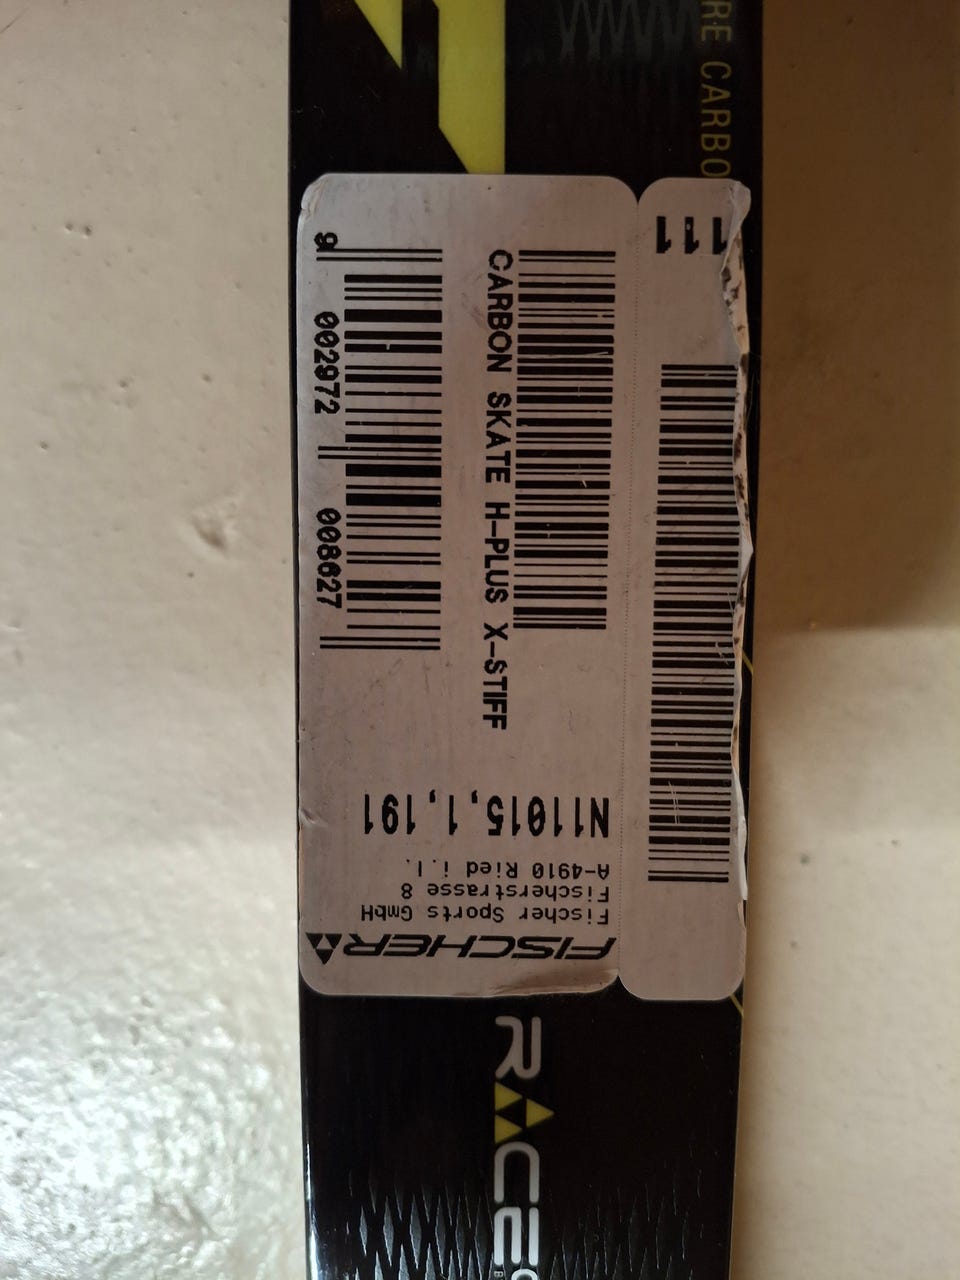 RE CARBO
111
CARBON SKATE H-PLUS X-STIFF
9 002972 008627
N11015,1,191
FISCHER
Fischer Sports GmbH
Fischerstrasse 8
A-4910 Ried i.I.
RACE